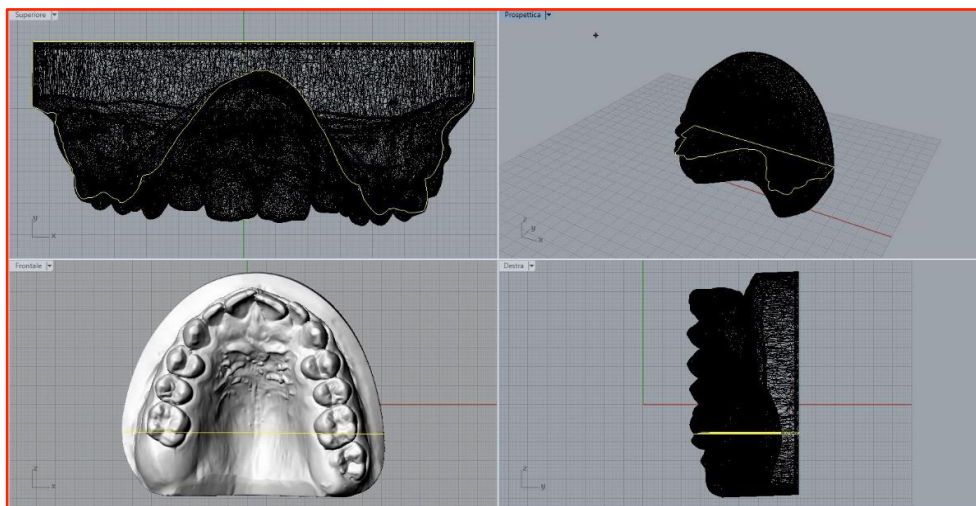 Superiore
Prospettica
y
x
z
y
x
Frontale
Destra
z
x
z
y